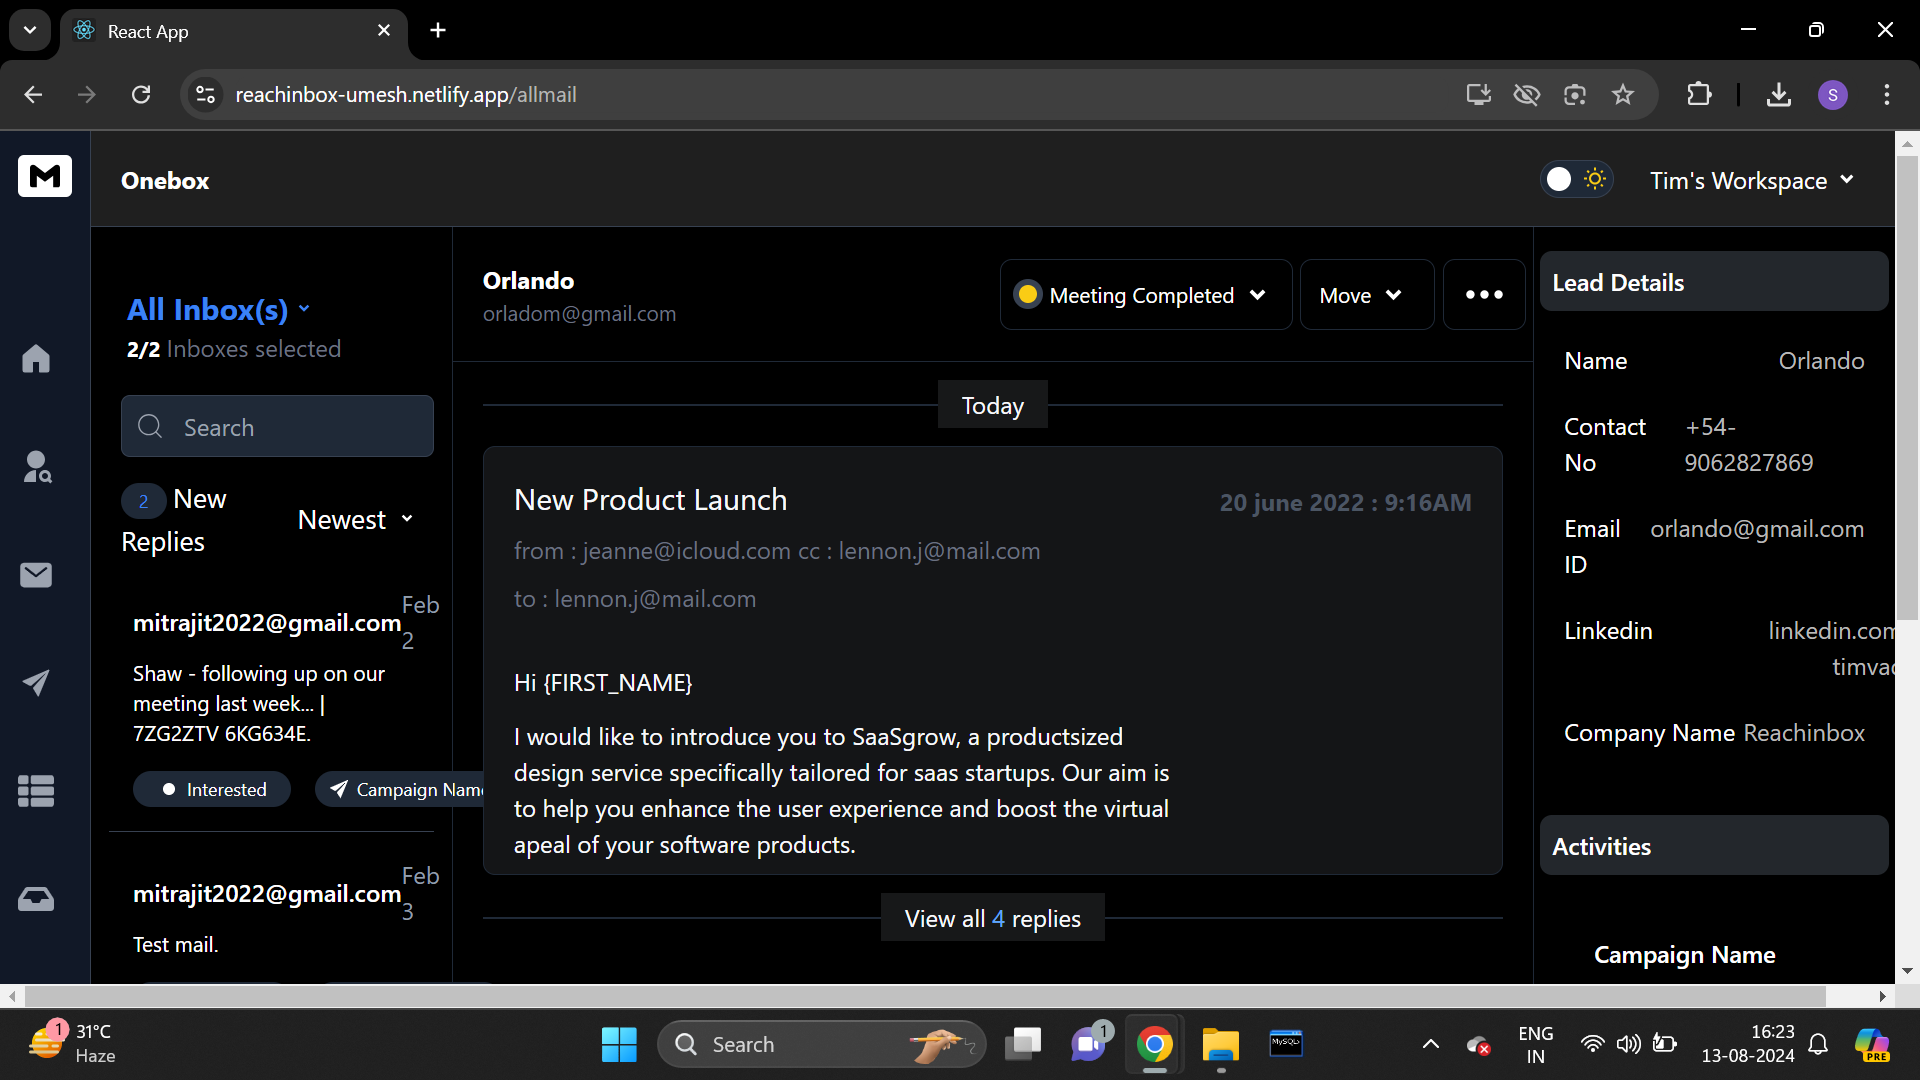 React App
reachinbox-umesh.netlify.app/allmail
S
M
Onebox
Tim's Workspace
All Inbox(s)
2/2 Inboxes selected
Search
2 New
Replies
Newest
mitrajit2022@gmail.com
Feb
2
Shaw - following up on our
meeting last week... |
7ZG2ZTV 6KG634E.
Interested
Campaign Name
mitrajit2022@gmail.com
Feb
3
Test mail.
Orlando
orladom@gmail.com
Meeting Completed
Move
Today
New Product Launch
20 june 2022 : 9:16AM
from : jeanne@icloud.com cc : lennon.j@mail.com
to : lennon.j@mail.com
Hi {FIRST_NAME}
I would like to introduce you to SaaSgrow, a productsized
design service specifically tailored for saas startups. Our aim is
to help you enhance the user experience and boost the virtual
apeal of your software products.
View all 4 replies
Lead Details
Name
Orlando
Contact
No
+54-
9062827869
Email
ID
orlando@gmail.com
Linkedin
linkedin.com
timvad
Company Name Reachinbox
Activities
Campaign Name
1
31°C
Haze
Search
1
MySQL
ENG
IN
16:23
13-08-2024
PRE